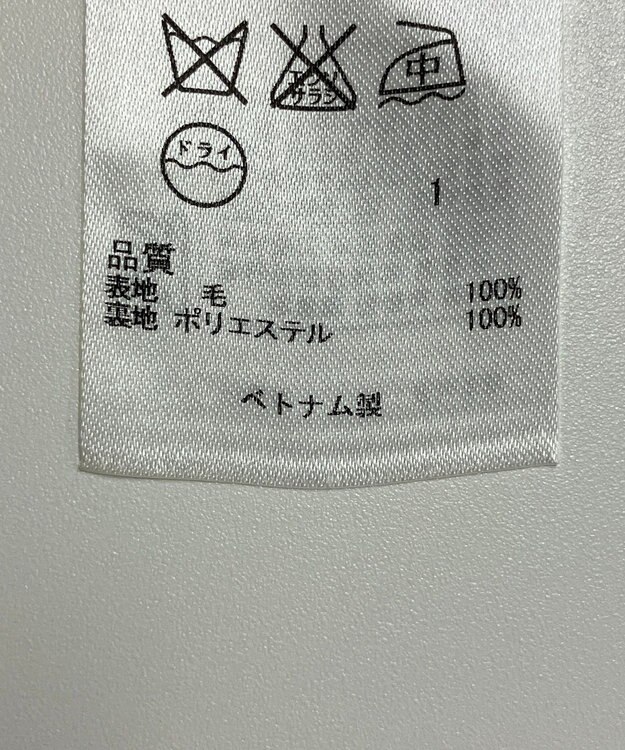 エンソ
サラシ
中
ドライ
1
品質
表地 毛 100%
裏地 ポリエステル 100%
ベトナム製